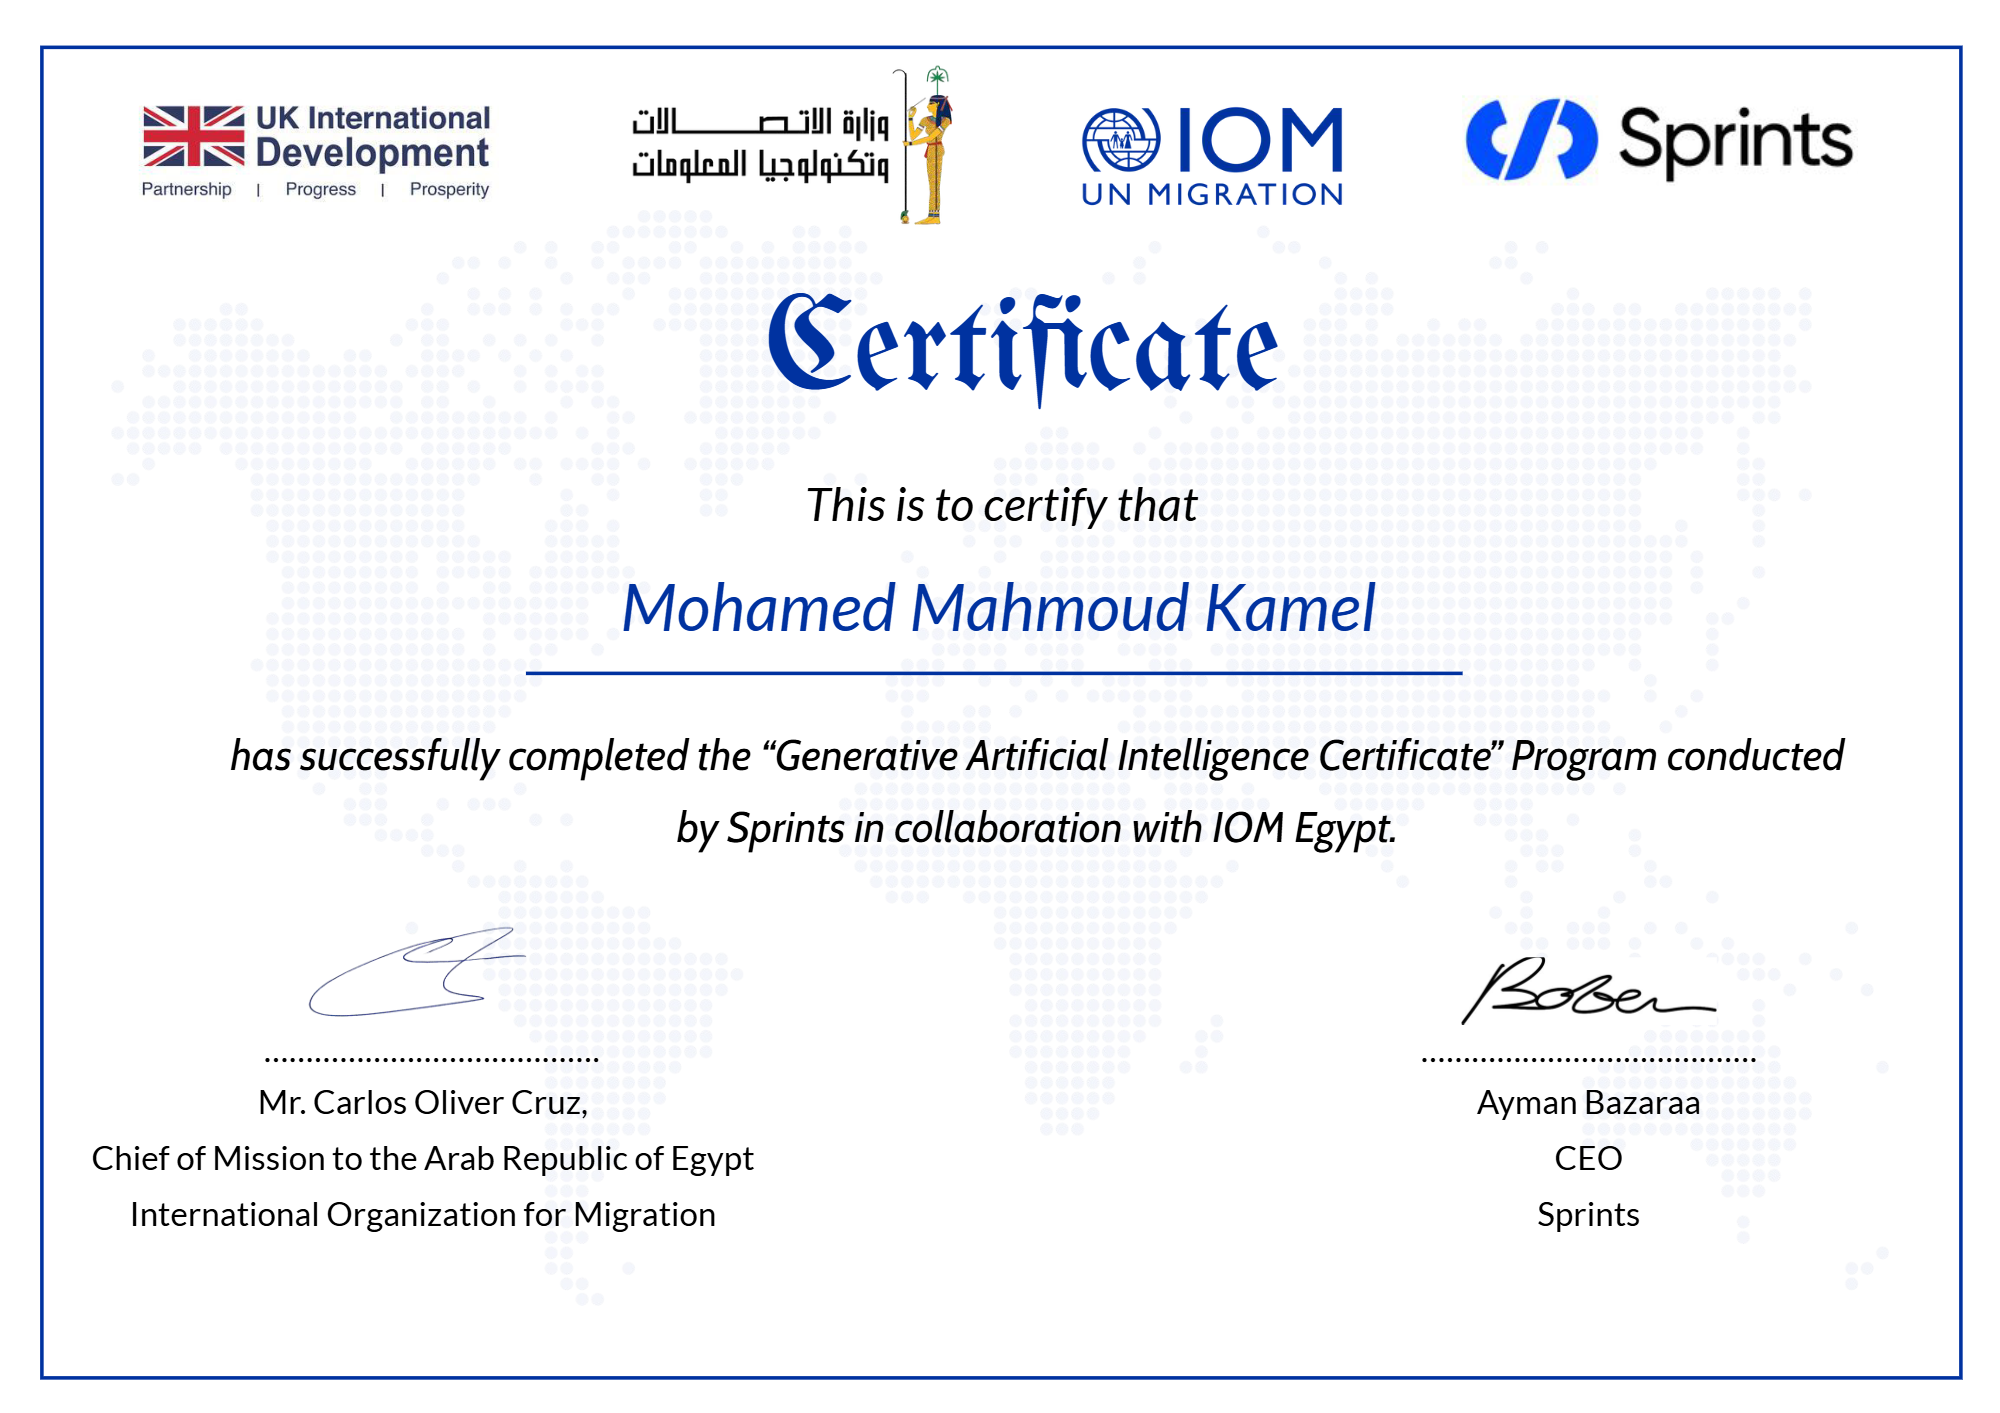 UK International
Development
Partnership | Progress | Prosperity
وزارة الاتصــــالات
وتكنولوجيا المعلومات
IOM
UN MIGRATION
Sprints
Certificate
This is to certify that
Mohamed Mahmoud Kamel
has successfully completed the “Generative Artificial Intelligence Certificate” Program conducted
by Sprints in collaboration with IOM Egypt.
........................................
Mr. Carlos Oliver Cruz,
Chief of Mission to the Arab Republic of Egypt
International Organization for Migration
........................................
Ayman Bazaraa
CEO
Sprints